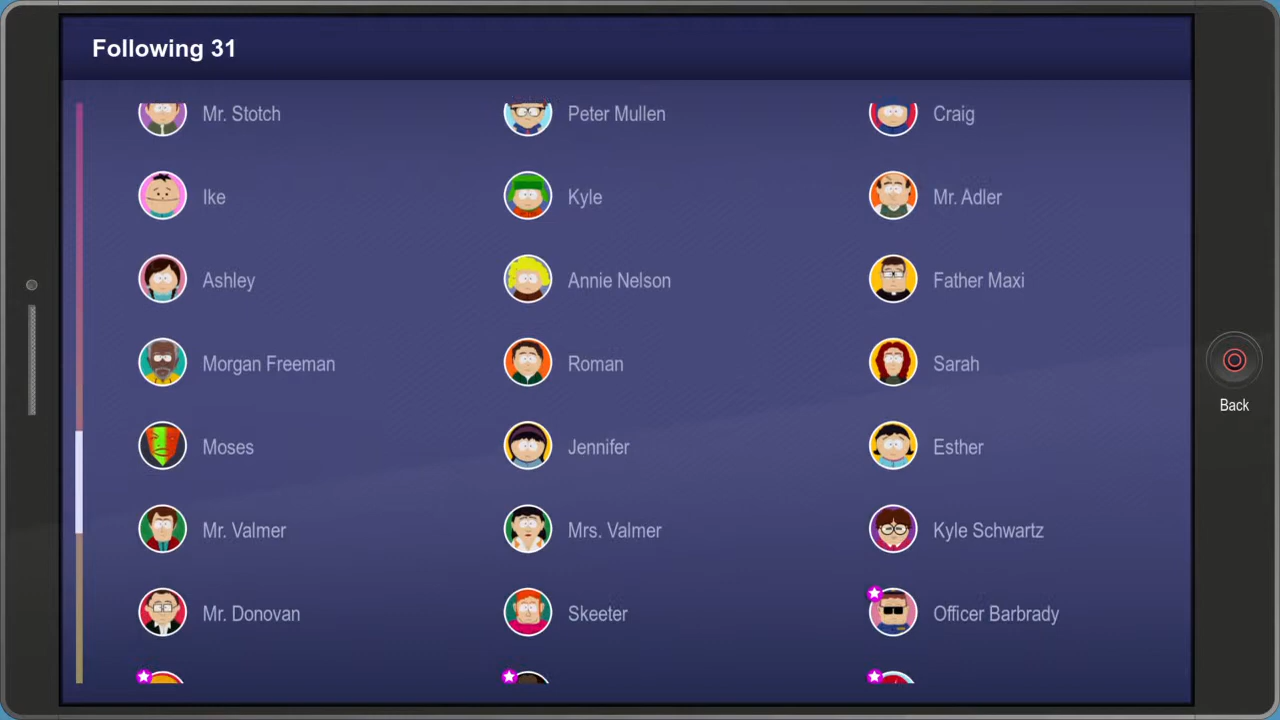 Following 31
Mr. Stotch
Peter Mullen
Craig
Ike
Kyle
Mr. Adler
Ashley
Annie Nelson
Father Maxi
Morgan Freeman
Roman
Sarah
Moses
Jennifer
Esther
Mr. Valmer
Mrs. Valmer
Kyle Schwartz
Mr. Donovan
Skeeter
Officer Barbrady
Back